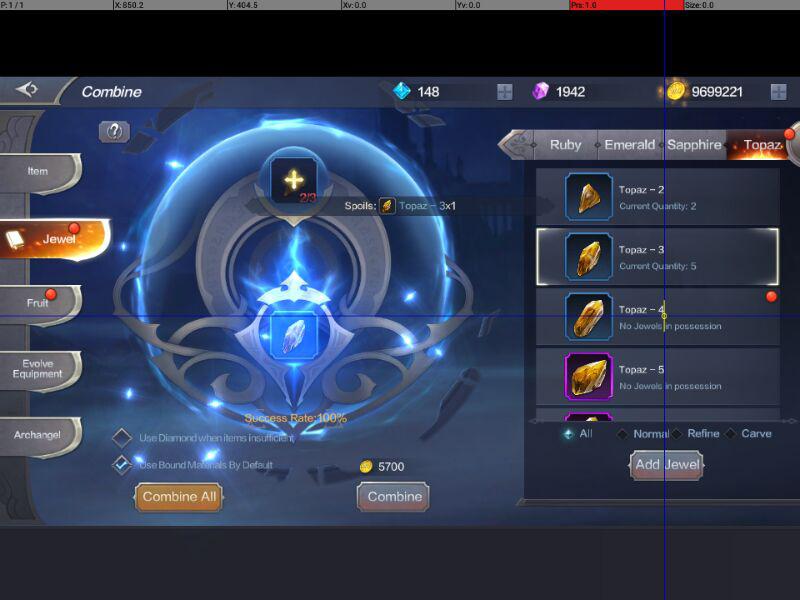 P: 1 / 1 X: 850.2 Y: 404.5 Xv: 0.0 Yv: 0.0 Prs: 1.0 Size: 0.0
Combine 148 1942 9699221
Ruby Emerald Sapphire Topaz
Item
Jewel
Fruit
Evolve
Equipment
Archangel
2/3
Spoils: Topaz – 3x1
Success Rate:100%
Use Diamond when items insufficient
Use Bound Materials By Default
5700
Combine All
Combine
Topaz – 2
Current Quantity: 2
Topaz – 3
Current Quantity: 5
Topaz – 4
No Jewels in possession
Topaz – 5
No Jewels in possession
All Normal Refine Carve
Add Jewel